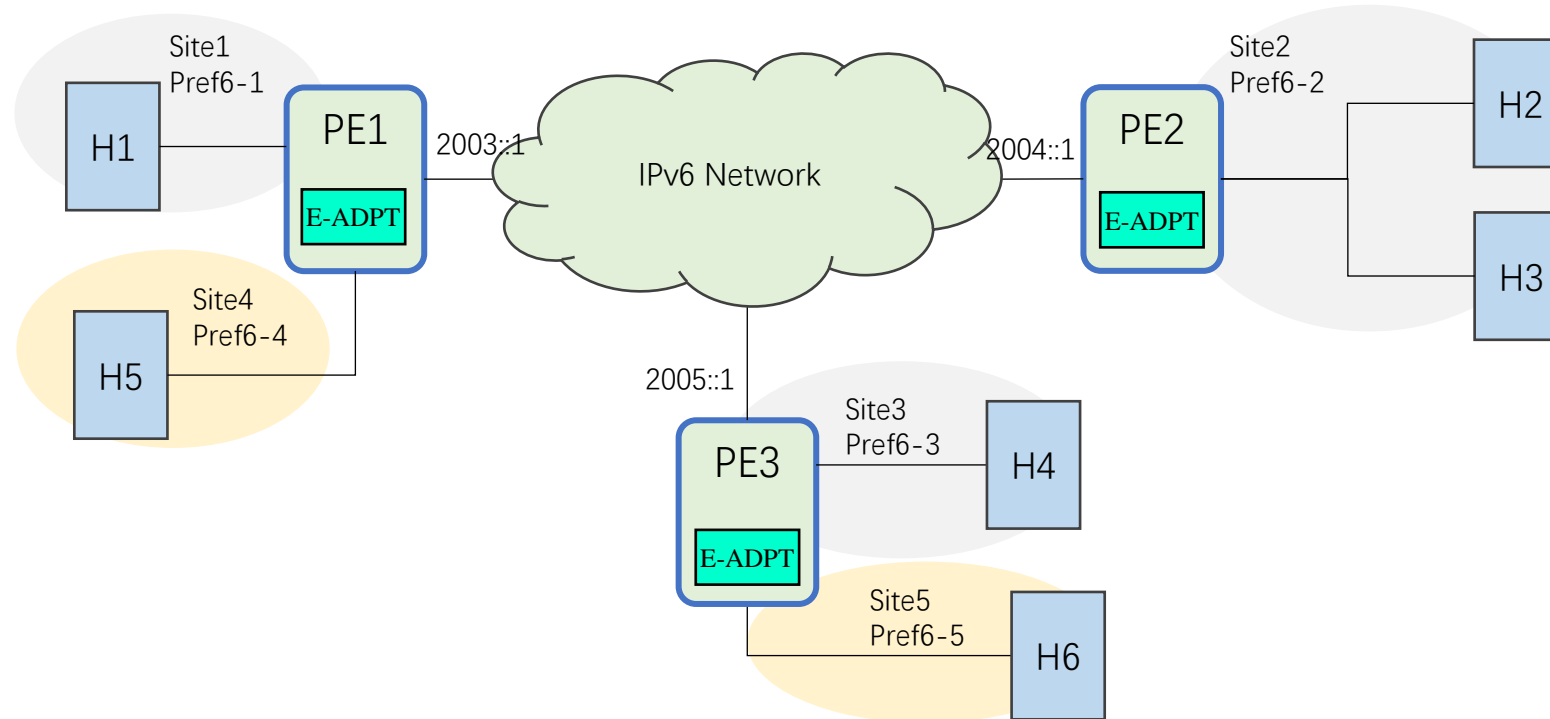 Site1
Pref6-1
H1
PE1
E-ADPT
2003::1
IPv6 Network
2004::1
PE2
E-ADPT
Site2
Pref6-2
H2
H3
Site4
Pref6-4
H5
2005::1
PE3
E-ADPT
Site3
Pref6-3
H4
Site5
Pref6-5
H6